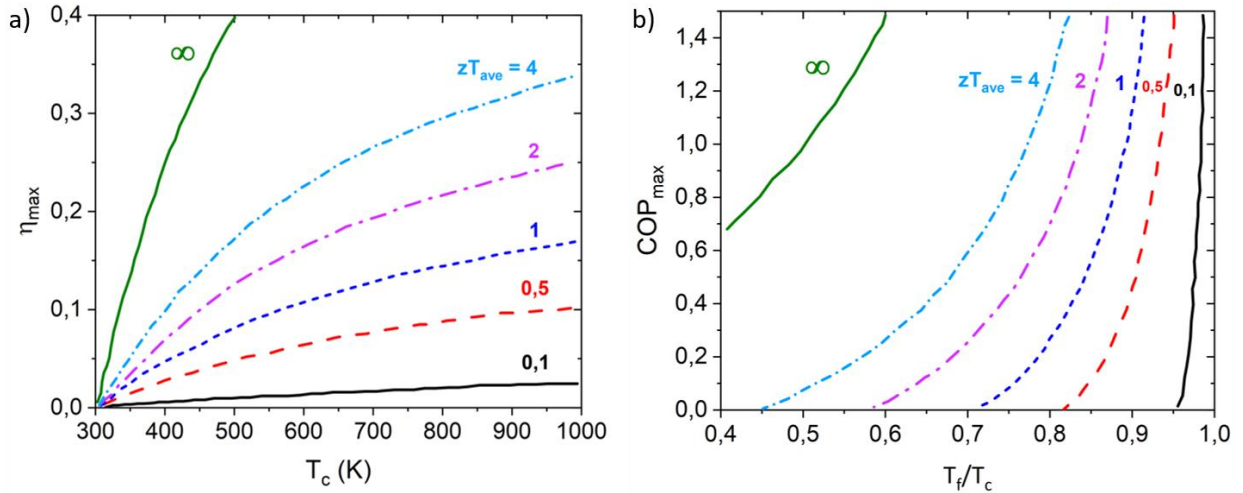 a)
0,4
0,3
0,2
0,1
0,0
η_max
∞
zT_ave = 4
2
1
0,5
0,1
300 400 500 600 700 800 900 1000
T_c (K)
b)
1,4
1,2
1,0
0,8
0,6
0,4
0,2
0,0
COP_max
∞
zT_ave = 4
2
1
0,5
0,1
0,4 0,5 0,6 0,7 0,8 0,9 1,0
T_f/T_c